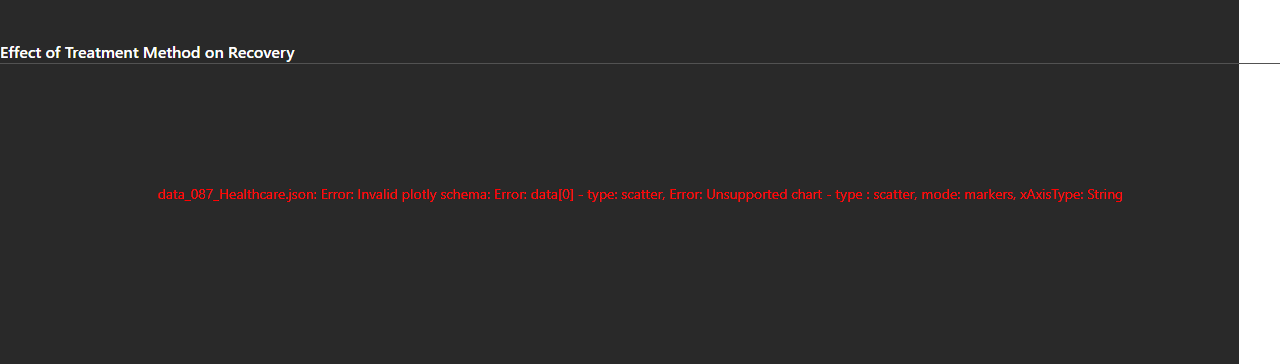 Effect of Treatment Method on Recovery
data_087_Healthcare.json: Error: Invalid plotly schema: Error: data[0] - type: scatter, Error: Unsupported chart - type : scatter, mode: markers, xAxisType: String